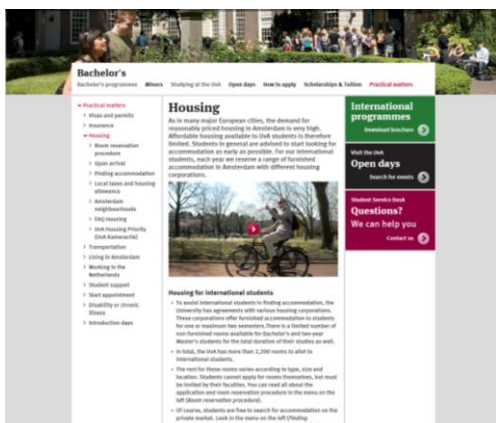 Bachelor's
Bachelor's programmes Minors Studying at the UvA Open days How to apply Scholarships & Tuition Practical matters
Practical matters
Visas and permits
Insurance
Housing
Room reservation
procedure
Upon arrival
Finding accommodation
Local taxes and housing
allowance
Amsterdam
neighbourhoods
FAQ Housing
UvA Housing Priority
(UvA Kameractie)
Transportation
Living in Amsterdam
Working in the
Netherlands
Student support
Start appointment
Disability or chronic
illness
Introduction days
Housing
As in many major European cities, the demand for
reasonably priced housing in Amsterdam is very high.
Affordable housing available to UvA students is therefore
limited. Students in general are advised to start looking for
accommodation as early as possible. For our international
students, each year we reserve a range of furnished
accommodation in Amsterdam with different housing
corporations.
Housing for international students
To assist international students in finding accommodation, the
University has agreements with various housing corporations.
These corporations offer furnished accommodation to students
for one or maximum two semesters.There is a limited number of
non furnished rooms available for Bachelor's and two-year
Master's students for the total duration of their studies as well.
In total, the UvA has more than 2,200 rooms to allot to
international students.
The rent for these rooms varies according to type, size and
location. Students cannot apply for rooms themselves, but must
be invited by their faculties. You can read all about the
application and room reservation procedure in the menu on the
left (Room reservation procedure).
Of course, students are free to search for accommodation on the
private market. Look in the menu on the left (Finding
International
programmes
Download brochure
Visit the UvA
Open days
Search for events
Student Service Desk
Questions?
We can help you
Contact us